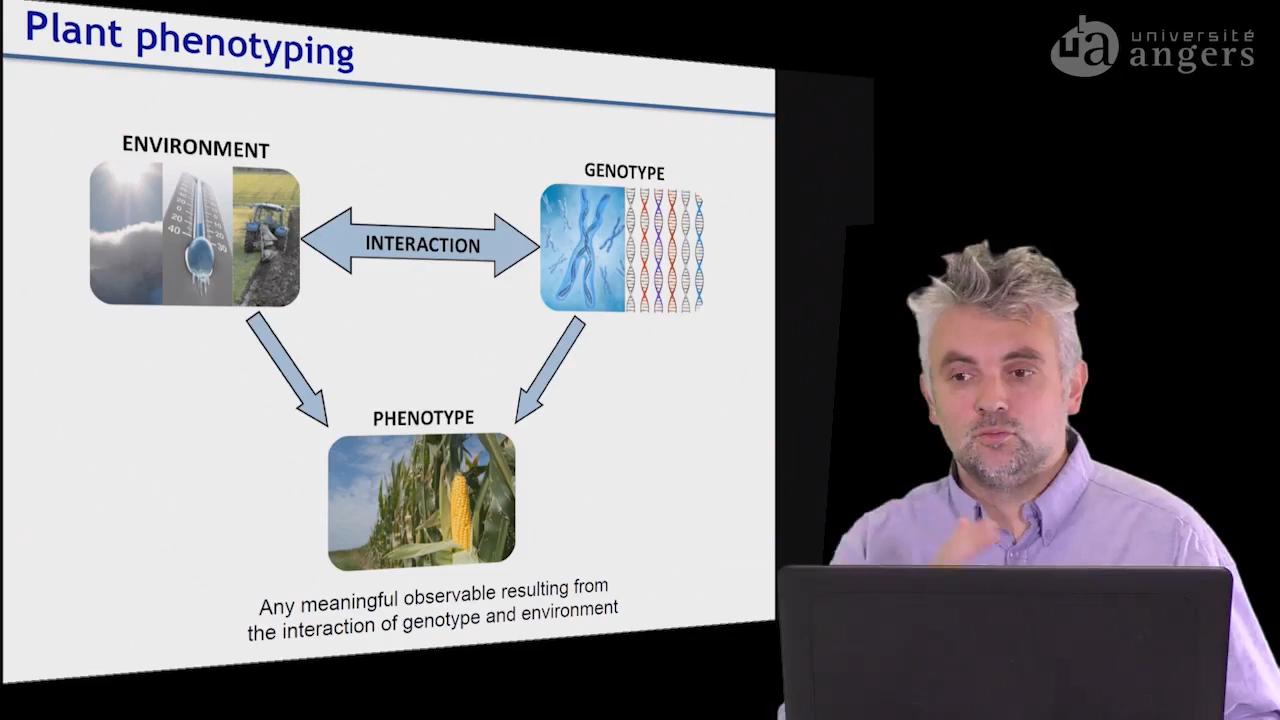 Plant phenotyping
université
angers
ENVIRONMENT
GENOTYPE
INTERACTION
PHENOTYPE
Any meaningful observable resulting from
the interaction of genotype and environment